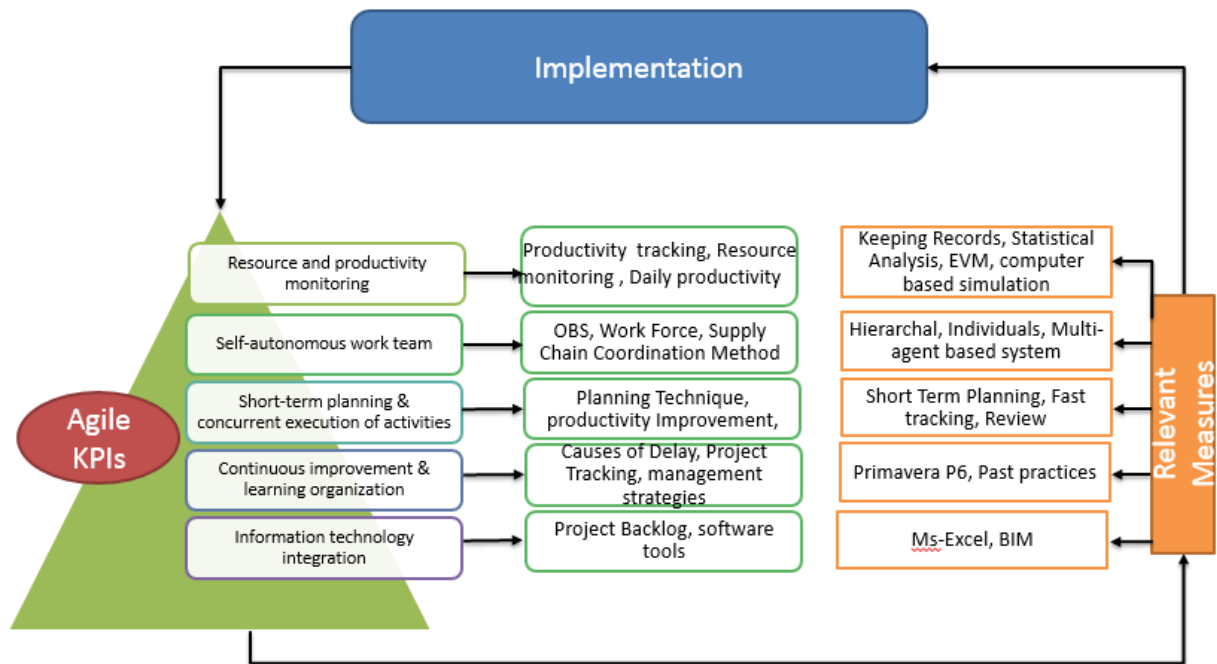 Implementation
Resource and productivity
monitoring
Productivity tracking, Resource
monitoring , Daily productivity
Keeping Records, Statistical
Analysis, EVM, computer
based simulation
Self-autonomous work team
OBS, Work Force, Supply
Chain Coordination Method
Hierarchal, Individuals, Multi-
agent based system
Agile
KPIs
Short-term planning &
concurrent execution of activities
Planning Technique,
productivity Improvement,
Short Term Planning, Fast
tracking, Review
Continuous improvement &
learning organization
Causes of Delay, Project
Tracking, management
strategies
Primavera P6, Past practices
Information technology
integration
Project Backlog, software
tools
Ms-Excel, BIM
Relevant
Measures